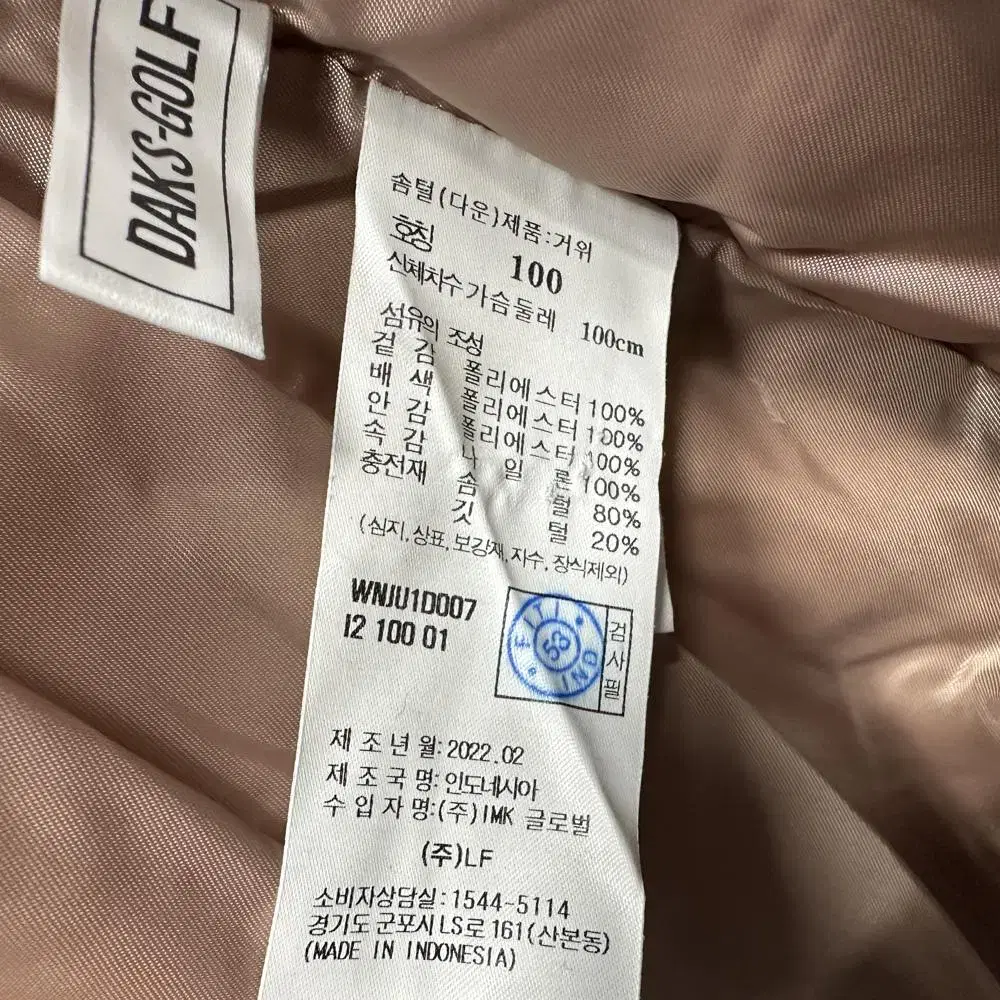 DAKS-GOLF
솜털(다운)제품:거위
호칭 100
신체치수 가슴둘레 100cm
섬유의 조성
겉 감 폴리에스터 100%
배 색 폴리에스터 100%
안 감 폴리에스터 100%
속 감 나 일 론 100%
충전재 솜 털 80%
깃 털 20%
(심지,상표,보강재,자수,장식제외)
WNJU1D007
I2 100 01
FITI 53 IND
검사필
제 조 년 월:2022.02
제 조 국 명:인도네시아
수 입 자 명:(주)IMK 글로벌
(주)LF
소비자상담실:1544-5114
경기도 군포시 LS로 161(산본동)
(MADE IN INDONESIA)